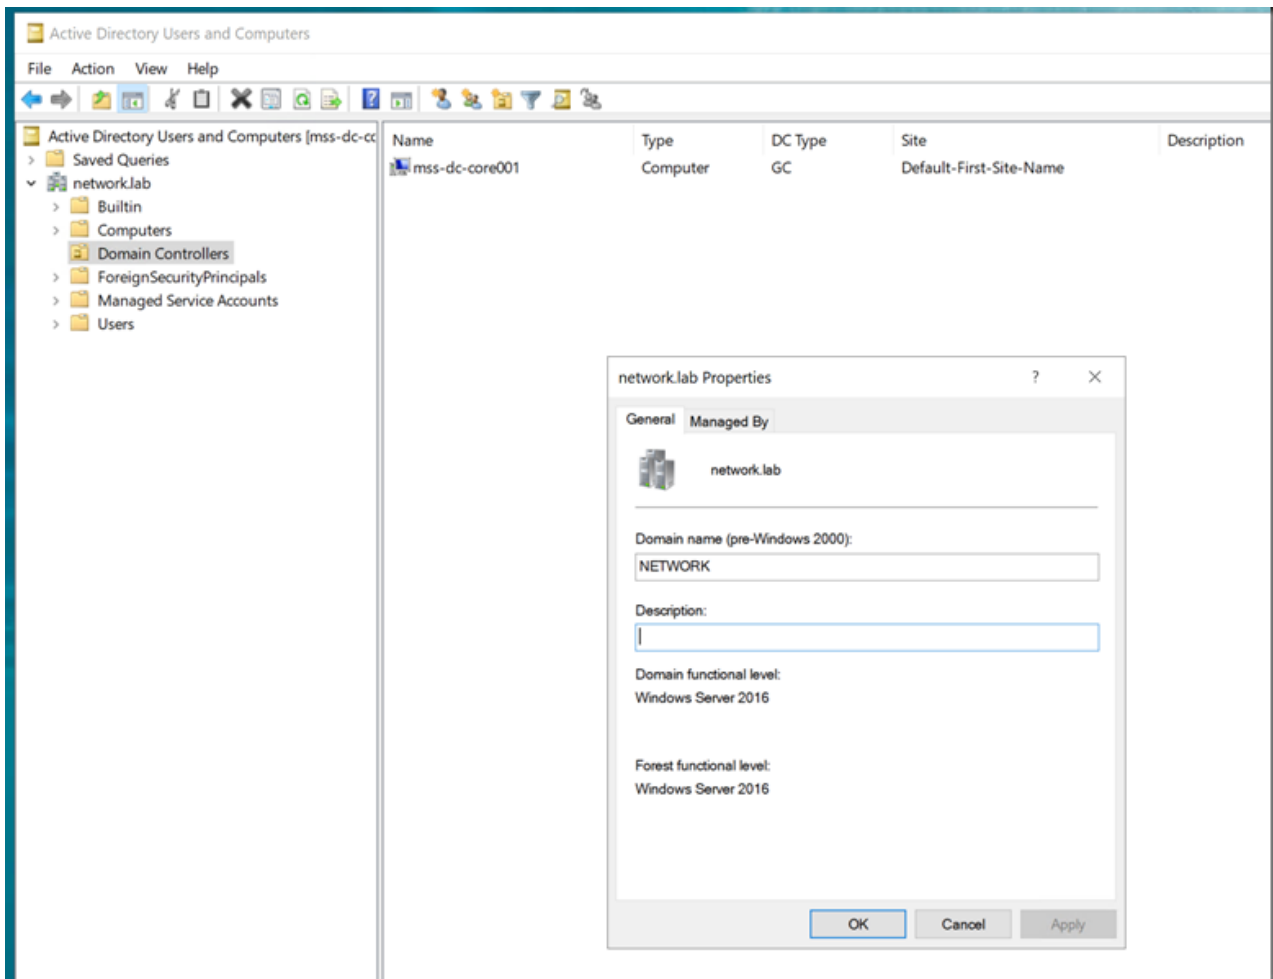 Active Directory Users and Computers
File Action View Help
Active Directory Users and Computers [mss-dc-cc
Saved Queries
network.lab
Builtin
Computers
Domain Controllers
ForeignSecurityPrincipals
Managed Service Accounts
Users
Name Type DC Type Site Description
mss-dc-core001 Computer GC Default-First-Site-Name
network.lab Properties ?
General Managed By
network.lab
Domain name (pre-Windows 2000):
NETWORK
Description:
Domain functional level:
Windows Server 2016
Forest functional level:
Windows Server 2016
OK Cancel Apply